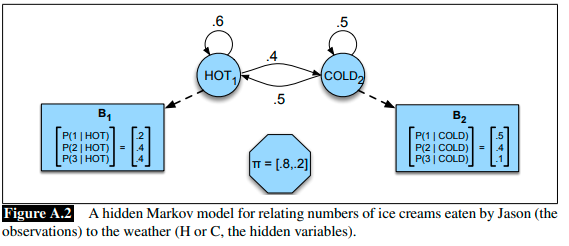 .6
.5
.4
HOT1
COLD2
.5
B1
P(1 | HOT)
P(2 | HOT)
P(3 | HOT)
=
.2
.4
.4
π = [.8,.2]
B2
P(1 | COLD)
P(2 | COLD)
P(3 | COLD)
=
.5
.4
.1
Figure A.2 A hidden Markov model for relating numbers of ice creams eaten by Jason (the
observations) to the weather (H or C, the hidden variables).